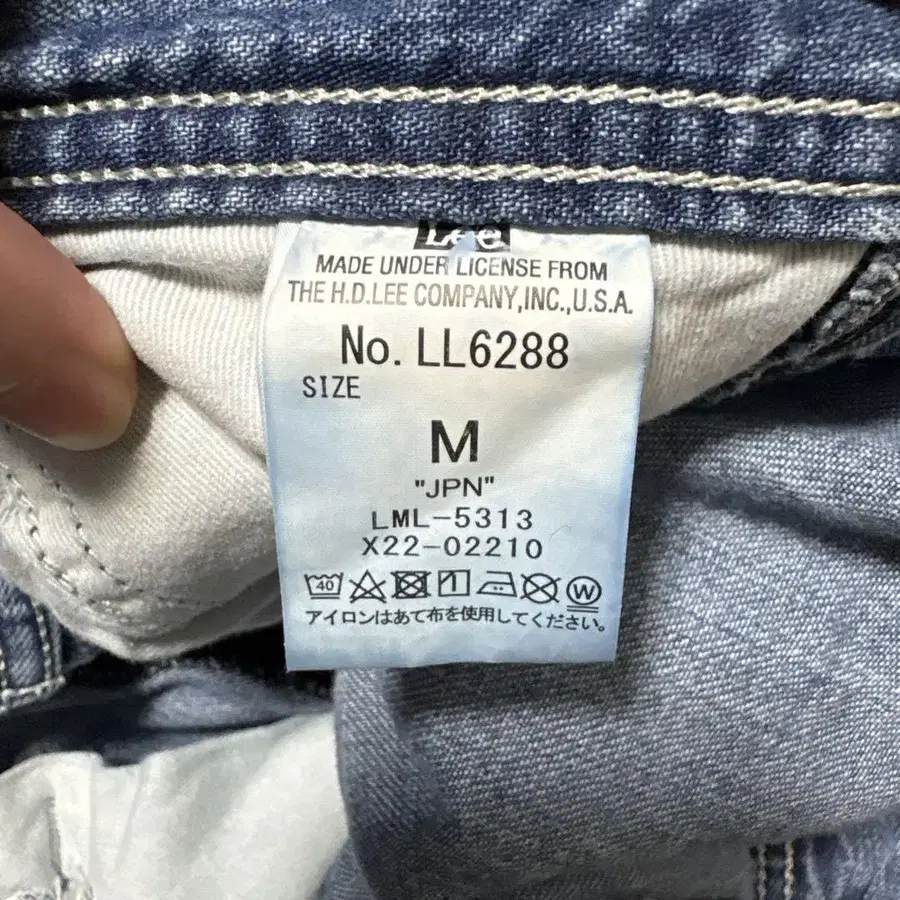 Lee
MADE UNDER LICENSE FROM
THE H.D.LEE COMPANY,INC.,U.S.A.
No. LL6288
SIZE
M
"JPN"
LML-5313
X22-02210
40 W
アイロンはあて布を使用してください。